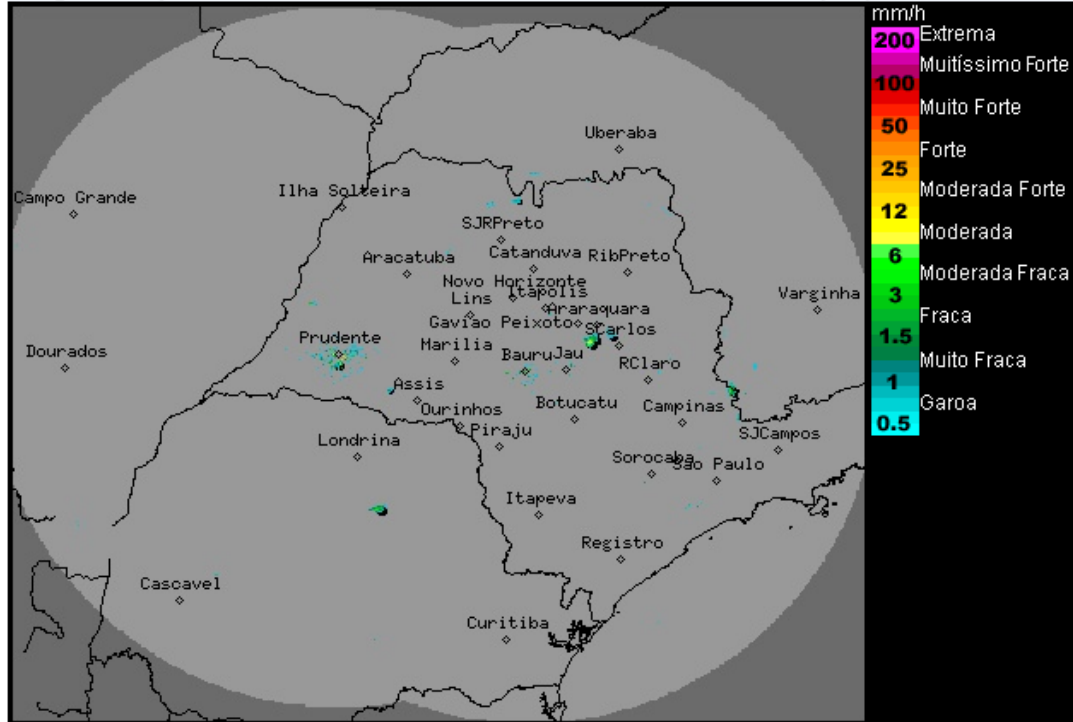 mm/h
200 Extrema
Muitíssimo Forte
100
Muito Forte
50
Forte
25
Moderada Forte
12
Moderada
6
Moderada Fraca
3
Fraca
1.5
Muito Fraca
1
Garoa
0.5
Uberaba
Campo Grande
Ilha Solteira
SJRPreto
Aracatuba
Catanduva
RibPreto
Novo Horizonte
Lins
Itapolis
Varginha
Gaviao Peixoto
Araraquara
SCarlos
Prudente
Marilia
Dourados
Bauru
Jau
RClaro
Assis
Ourinhos
Botucatu
Campinas
Piraju
SJCampos
Londrina
Sorocaba
Sao Paulo
Itapeva
Registro
Cascavel
Curitiba